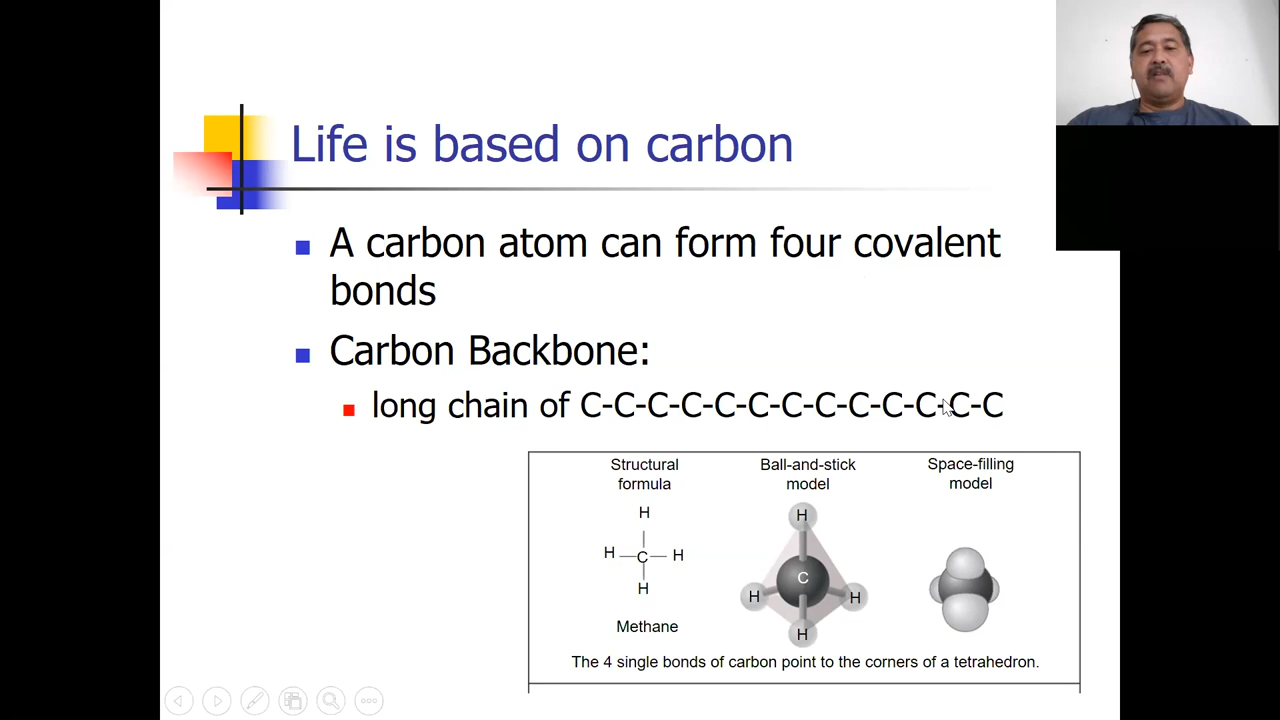 Life is based on carbon
A carbon atom can form four covalent
bonds
Carbon Backbone:
long chain of C-C-C-C-C-C-C-C-C-C-C-C-C
Structural
formula
Ball-and-stick
model
Space-filling
model
H
H C H
H
Methane
H
C
H H
H
The 4 single bonds of carbon point to the corners of a tetrahedron.